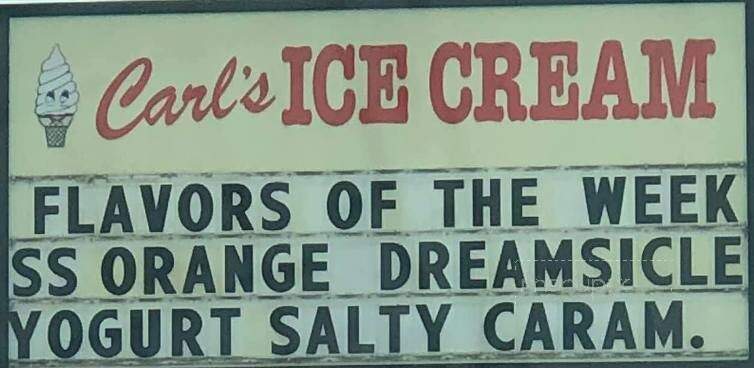 Carl's ICE CREAM
FLAVORS OF THE WEEK
SS ORANGE DREAMSICLE
YOGURT SALTY CARAM.